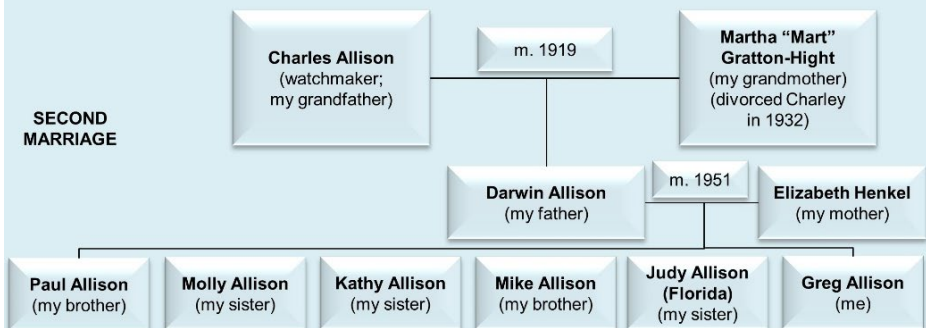 Charles Allison
(watchmaker;
my grandfather)
m. 1919
Martha “Mart”
Gratton-Hight
(my grandmother)
(divorced Charley
in 1932)
SECOND
MARRIAGE
Darwin Allison
(my father)
m. 1951
Elizabeth Henkel
(my mother)
Paul Allison
(my brother)
Molly Allison
(my sister)
Kathy Allison
(my sister)
Mike Allison
(my brother)
Judy Allison
(Florida)
(my sister)
Greg Allison
(me)